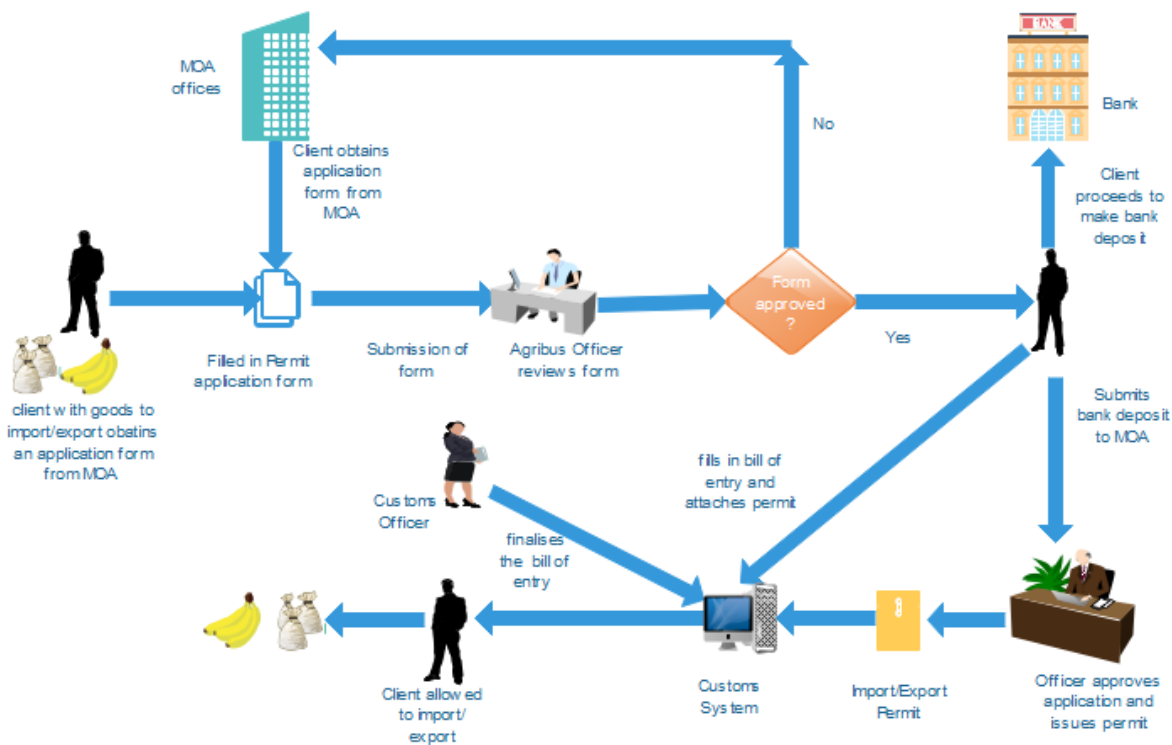 BANK
MOA
offices
Bank
No
Client obtains
application
form from
MOA
Client
proceeds to
make bank
deposit
Form
approved
?
Yes
Filled in Permit
application form
Submission of
form
Agribus Officer
reviews form
client with goods to
import/export obatins
an application form
from MOA
Submits
bank deposit
to MOA
fills in bill of
entry and
attaches permit
Customs
Officer
finalises
the bill of
entry
Client allowed
to import/
export
Customs
System
Import/Export
Permit
Officer approves
application and
issues permit